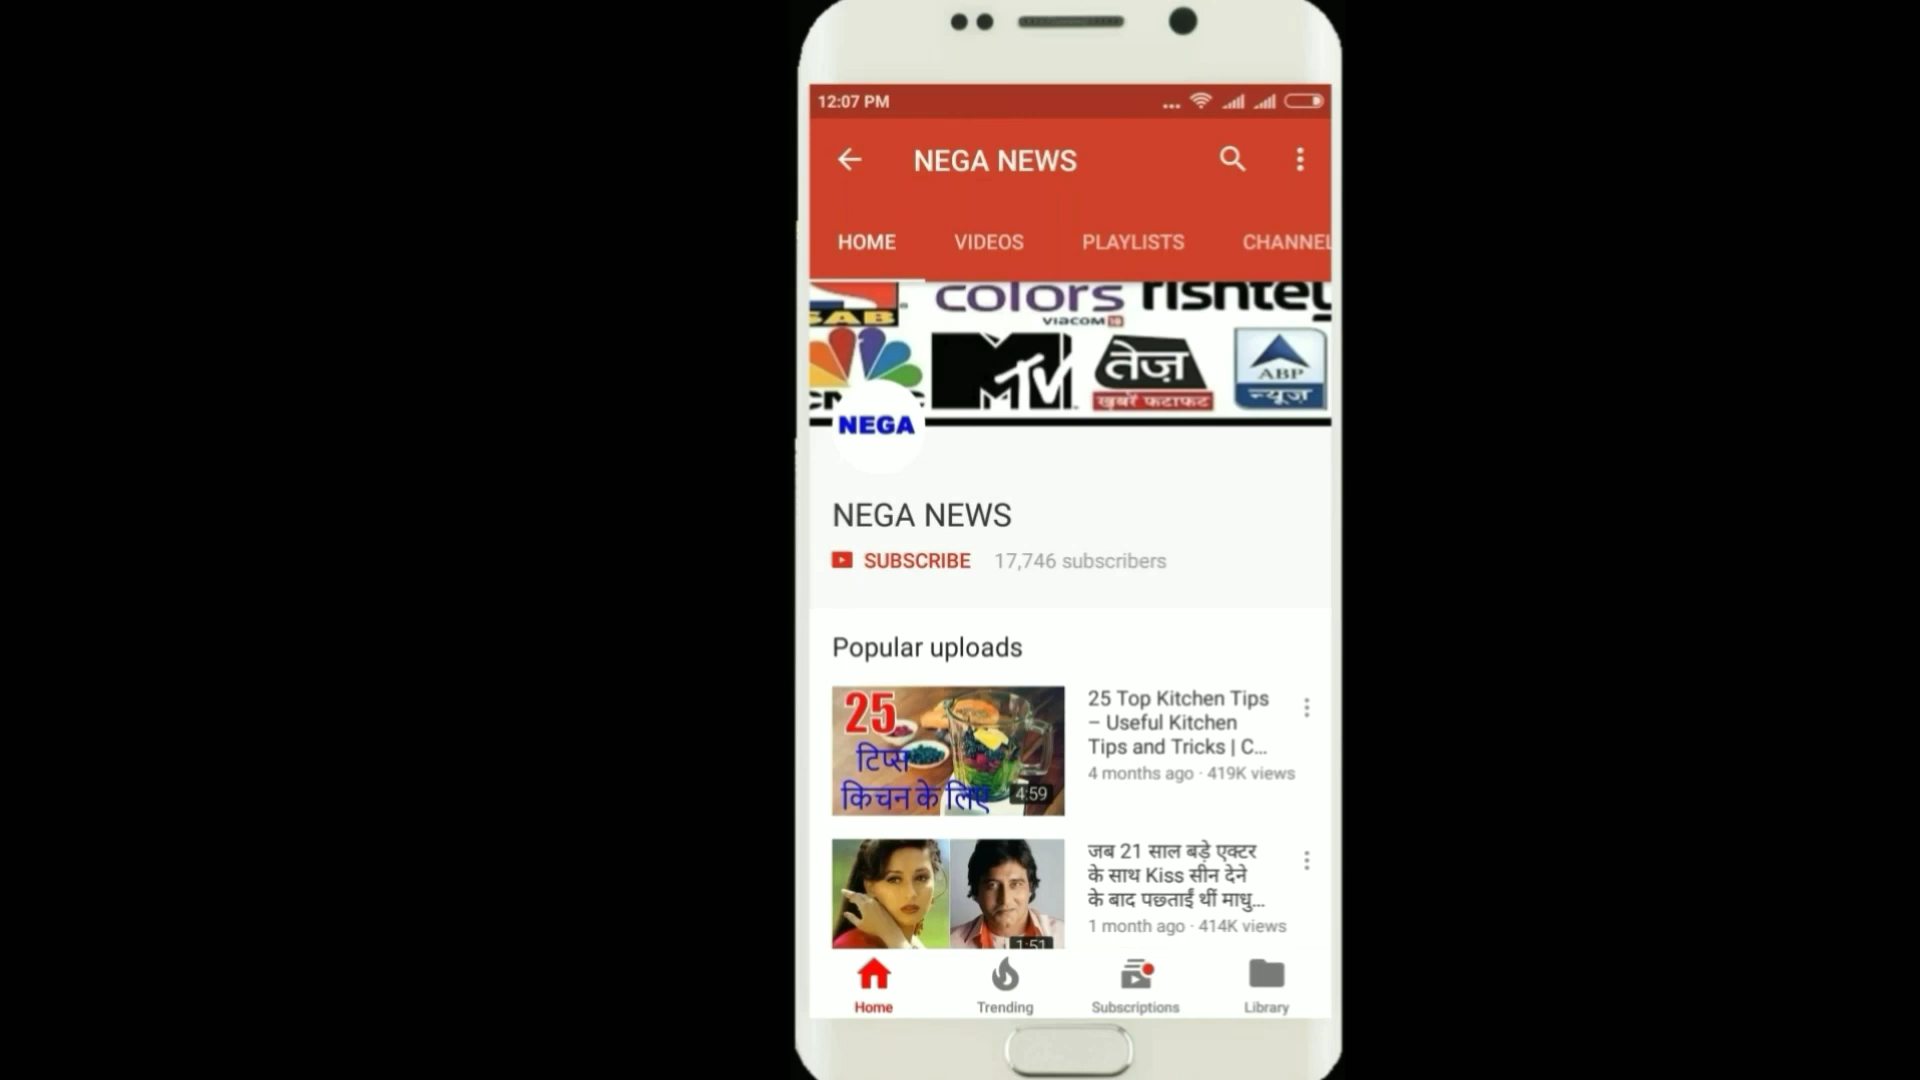 12:07 PM
NEGA NEWS
HOME VIDEOS PLAYLISTS CHANNEL
SAB colors rishtey
VIACOM18
MTV तेज़ ABP
ख़बरें फटाफट न्यूज़
NEGA
NEGA NEWS
SUBSCRIBE 17,746 subscribers
Popular uploads
25
टिप्स
किचन के लिए
4:59
25 Top Kitchen Tips
– Useful Kitchen
Tips and Tricks | C...
4 months ago · 419K views
जब 21 साल बड़े एक्टर
के साथ Kiss सीन देने
के बाद पछताईं थीं माधु...
1 month ago · 414K views
1:51
Home Trending Subscriptions Library